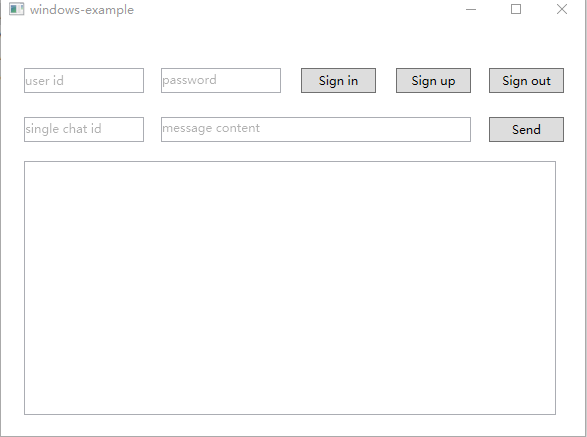 windows-example
user id password Sign in Sign up Sign out
single chat id message content Send